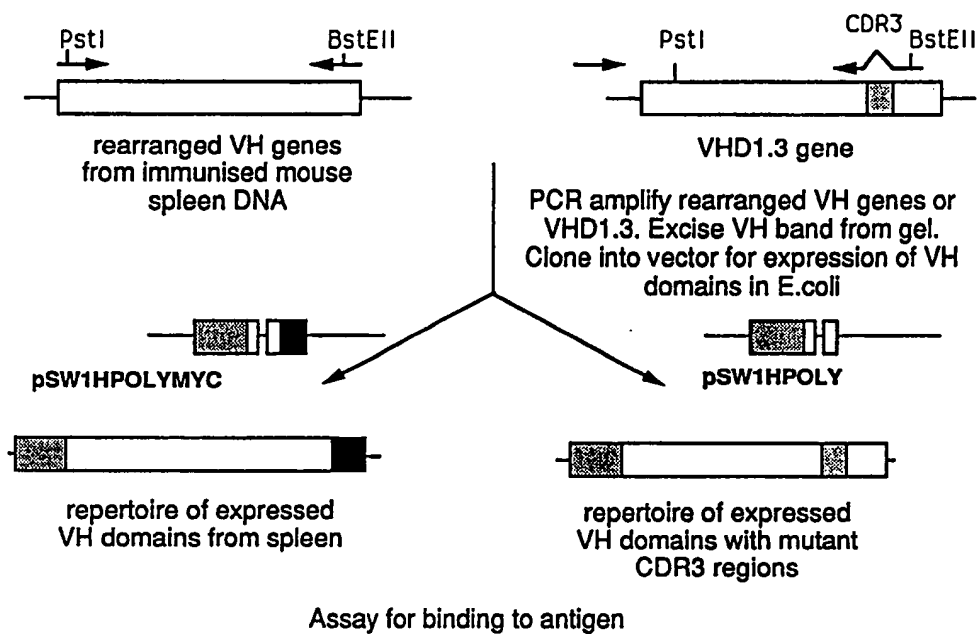 PstI
BstEII
rearranged VH genes
from immunised mouse
spleen DNA
PstI
CDR3
BstEII
VHD1.3 gene
PCR amplify rearranged VH genes or
VHD1.3. Excise VH band from gel.
Clone into vector for expression of VH
domains in E.coli
pSW1HPOLYMYC
pSW1HPOLY
repertoire of expressed
VH domains from spleen
repertoire of expressed
VH domains with mutant
CDR3 regions
Assay for binding to antigen